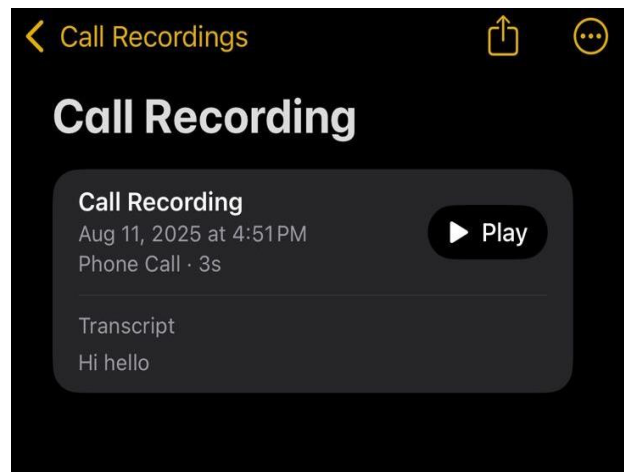 Call Recordings
Call Recording
Call Recording
Aug 11, 2025 at 4:51 PM
Phone Call · 3s
Play
Transcript
Hi hello